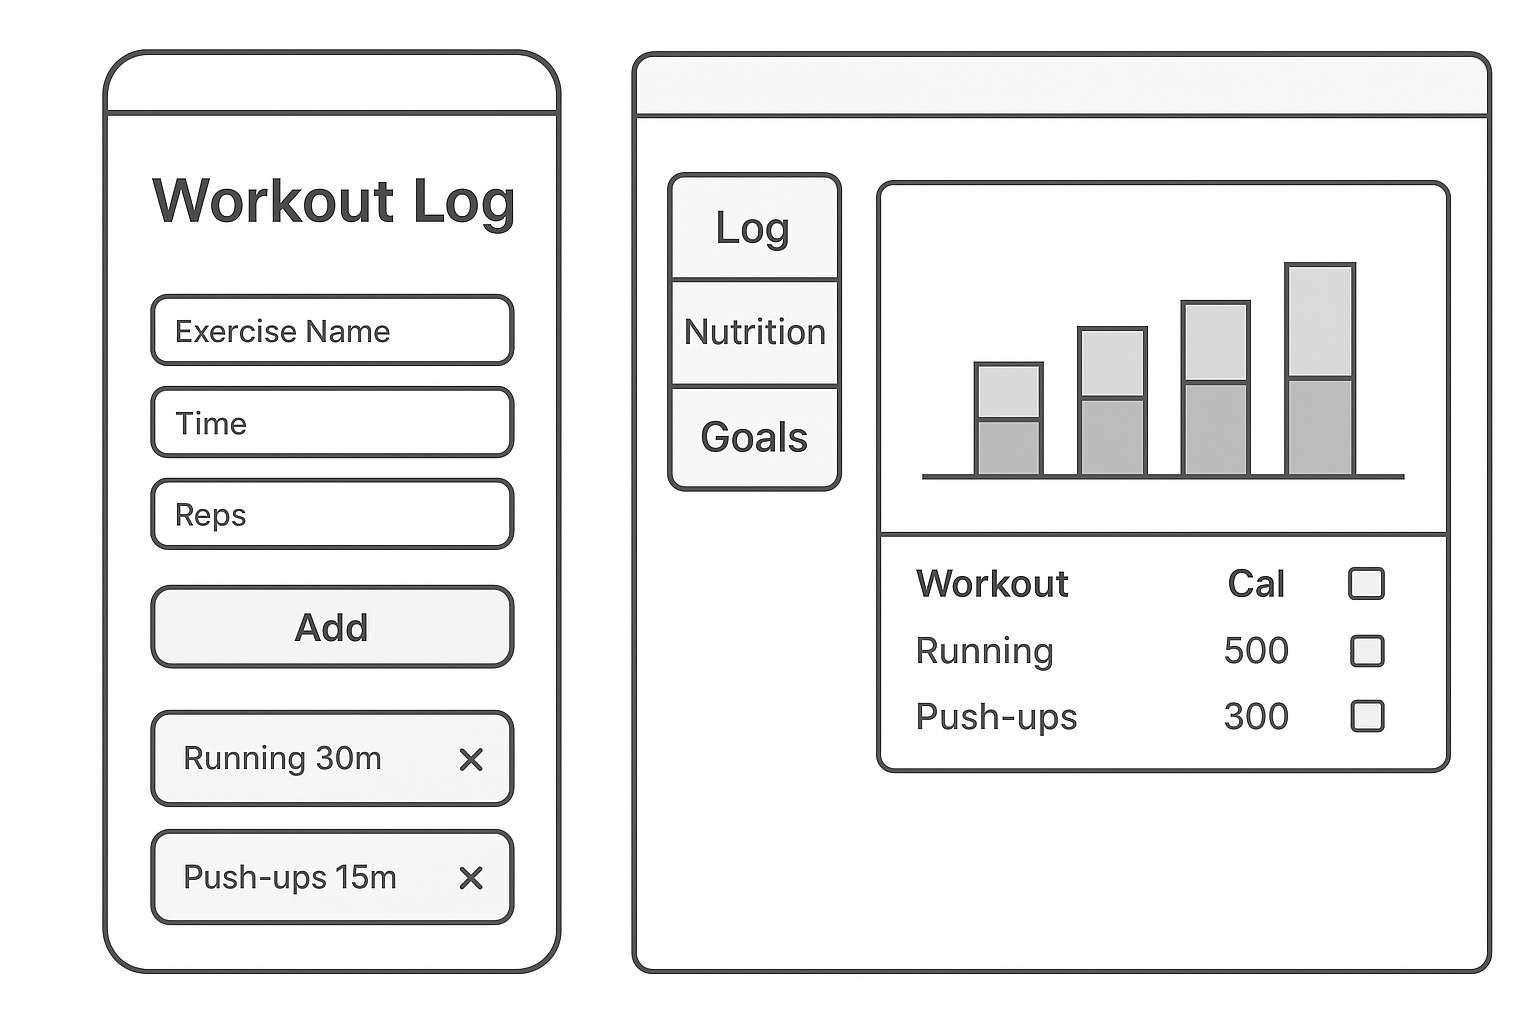 Workout Log
Exercise Name
Time
Reps
Add
Running 30m ×
Push-ups 15m ×
Log
Nutrition
Goals
Workout Cal
Running 500
Push-ups 300